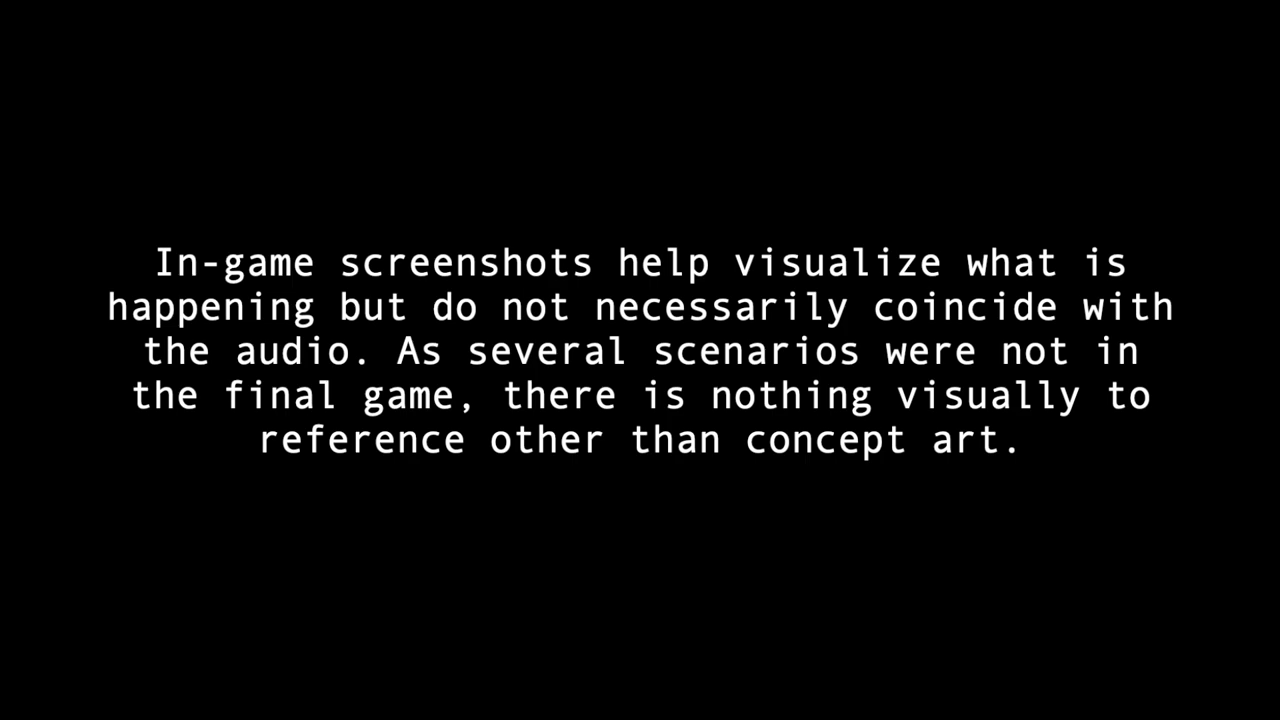 In-game screenshots help visualize what is
happening but do not necessarily coincide with
the audio. As several scenarios were not in
the final game, there is nothing visually to
reference other than concept art.